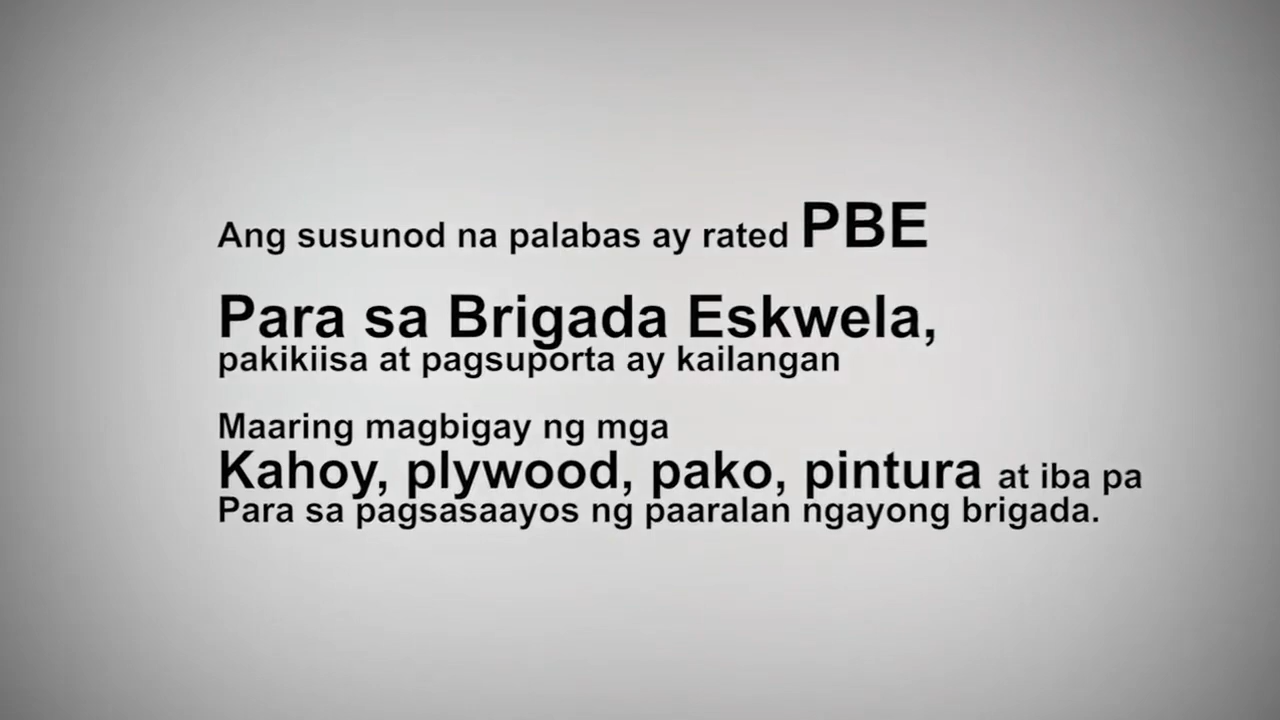 Ang susunod na palabas ay rated PBE
Para sa Brigada Eskwela,
pakikiisa at pagsuporta ay kailangan
Maaring magbigay ng mga
Kahoy, plywood, pako, pintura at iba pa
Para sa pagsasaayos ng paaralan ngayong brigada.